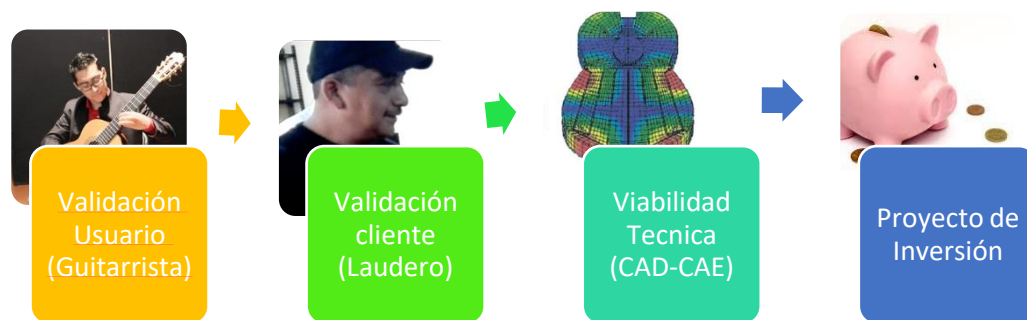 Validación
Usuario
(Guitarrista)
Validación
cliente
(Laudero)
Viabilidad
Tecnica
(CAD-CAE)
Proyecto de
Inversión